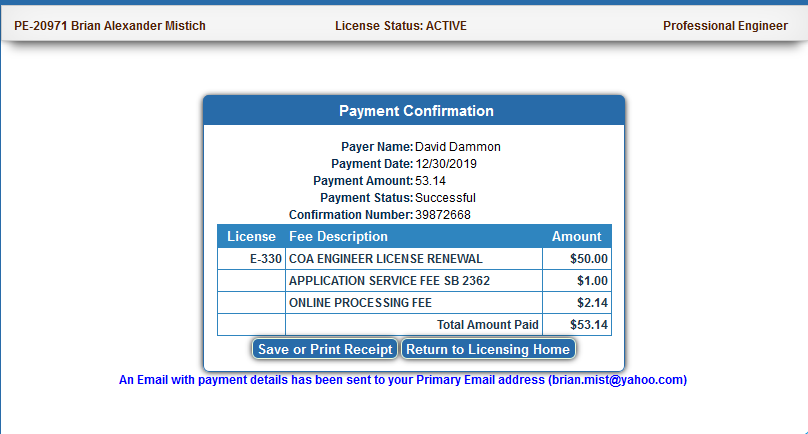 PE-20971 Brian Alexander Mistich License Status: ACTIVE Professional Engineer
Payment Confirmation
Payer Name: David Dammon
Payment Date: 12/30/2019
Payment Amount: 53.14
Payment Status: Successful
Confirmation Number: 39872668
License Fee Description Amount
E-330 COA ENGINEER LICENSE RENEWAL $50.00
APPLICATION SERVICE FEE SB 2362 $1.00
ONLINE PROCESSING FEE $2.14
Total Amount Paid $53.14
Save or Print Receipt Return to Licensing Home
An Email with payment details has been sent to your Primary Email address (brian.mist@yahoo.com)